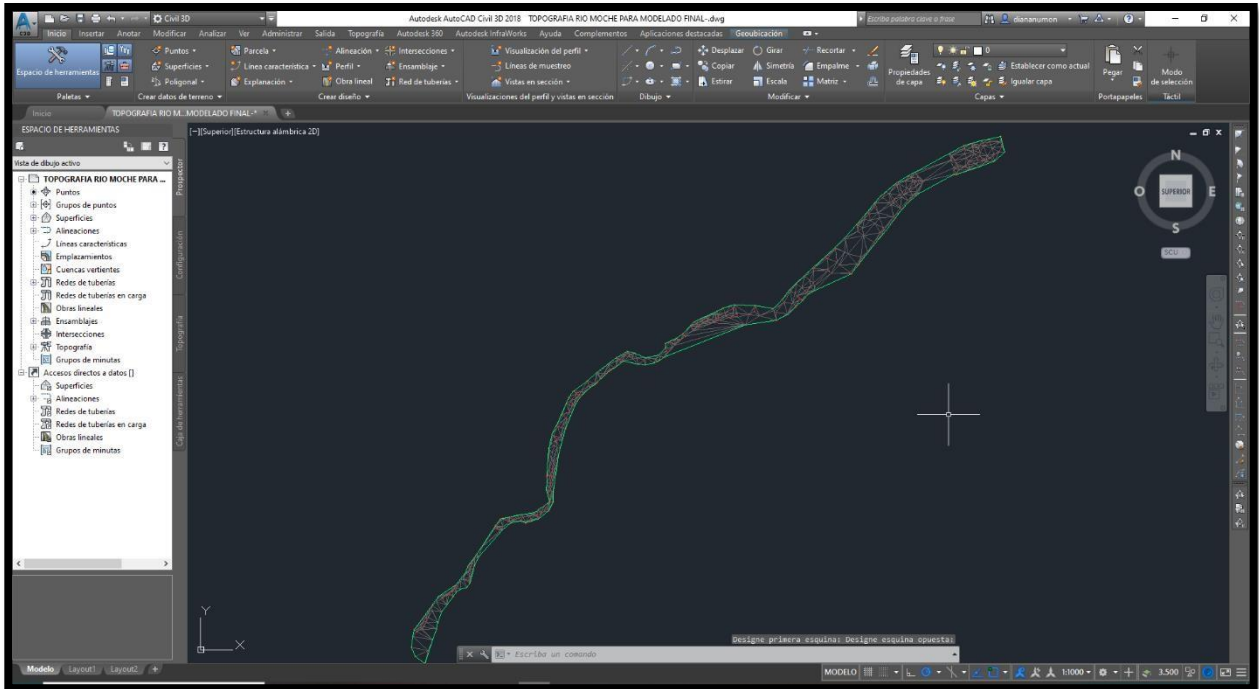 Civil 3D
Autodesk AutoCAD Civil 3D 2018 TOPOGRAFIA RIO MOCHE PARA MODELADO FINAL-.dwg
Escriba palabra clave o frase
diananumon
Inicio Insertar Anotar Modificar Analizar Ver Administrar Salida Topografía Autodesk 360 Autodesk InfraWorks Ayuda Complementos Aplicaciones destacadas Geoubicación
Espacio de herramientas
Puntos
Superficies
Poligonal
Parcela
Línea característica
Explanación
Alineación
Perfil
Obra lineal
Intersecciones
Ensamblaje
Red de tuberías
Visualización del perfil
Líneas de muestreo
Vistas en sección
Desplazar
Copiar
Estirar
Girar
Simetría
Escala
Recortar
Empalme
Matriz
Propiedades de capa
0
Establecer como actual
Igualar capa
Pegar
Modo de selección
Paletas Crear datos de terreno Crear diseño Visualizaciones del perfil y vistas en sección Dibujo Modificar Capas Portapapeles Táctil
Inicio
TOPOGRAFIA RIO M...MODELADO FINAL-*
ESPACIO DE HERRAMIENTAS
Vista de dibujo activo
TOPOGRAFIA RIO MOCHE PARA ...
Puntos
Grupos de puntos
Superficies
Alineaciones
Líneas características
Emplazamientos
Cuencas vertientes
Redes de tuberías
Redes de tuberías en carga
Obras lineales
Ensamblajes
Intersecciones
Topografía
Grupos de minutas
Accesos directos a datos []
Superficies
Alineaciones
Redes de tuberías
Redes de tuberías en carga
Obras lineales
Grupos de minutas
Prospector
Configuración
Topografía
Caja de herramientas
[−][Superior][Estructura alámbrica 2D]
N
O
SUPERIOR
E
S
SCU
Y
X
Designe primera esquina: Designe esquina opuesta:
Escriba un comando
Modelo Layout1 Layout2 +
MODELO
1:1000
3.500